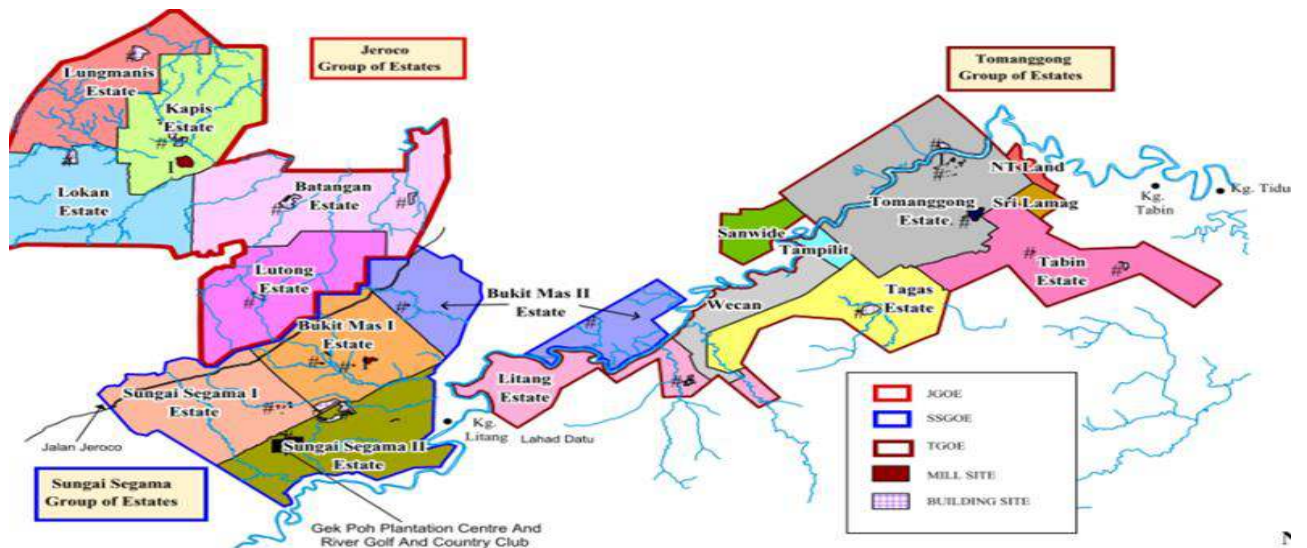 Jeroco
Group of Estates
Tomanggong
Group of Estates
Lungmanis
Estate
Kapis
Estate
Lokan
Estate
Batangan
Estate
NTsLand
Kg. Tidu
Kg.
Tabin
Sri Lamag
Tomanggong
Estate
Sanwide
Tampilit
Tabin
Estate
Lutong
Estate
Bukit Mas II
Estate
Wecan
Tagas
Estate
Bukit Mas I
Estate
Litang
Estate
Sungai Segama I
Estate
Kg.
Litang
Lahad Datu
Jalan Jeroco
Sungai Segama II
Estate
Sungai Segama
Group of Estates
Gek Poh Plantation Centre And
River Golf And Country Club
JGOE
SSGOE
TGOE
MILL SITE
BUILDING SITE
N